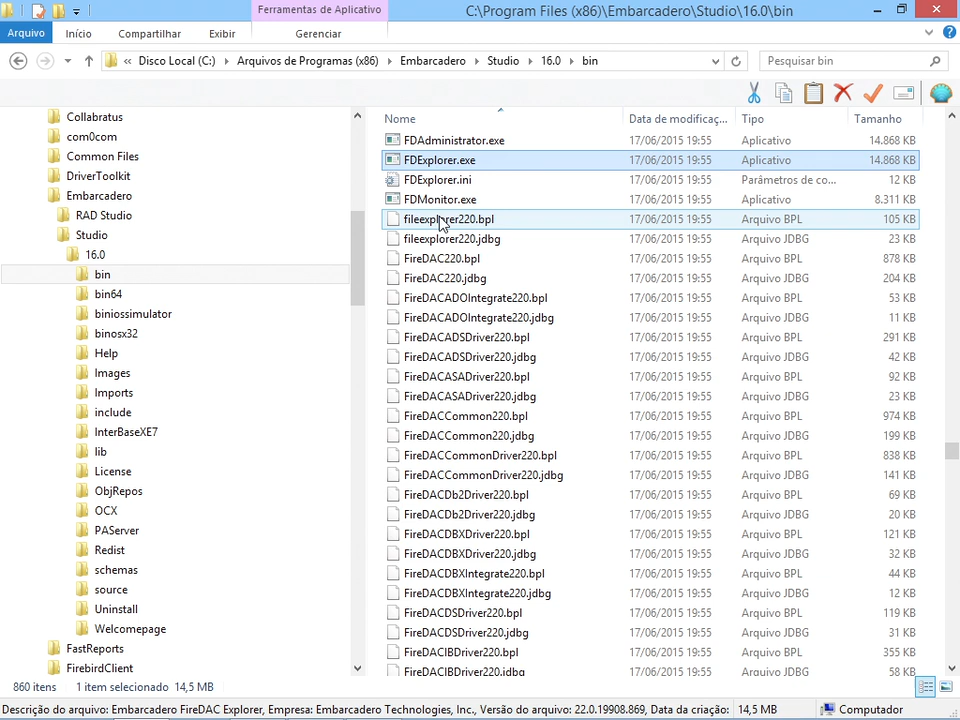 Ferramentas de Aplicativo
C:\Program Files (x86)\Embarcadero\Studio\16.0\bin
Arquivo Início Compartilhar Exibir Gerenciar
« Disco Local (C:) Arquivos de Programas (x86) Embarcadero Studio 16.0 bin
Pesquisar bin
Collabratus
com0com
Common Files
DriverToolkit
Embarcadero
RAD Studio
Studio
16.0
bin
bin64
biniossimulator
binosx32
Help
Images
Imports
include
InterBaseXE7
lib
License
ObjRepos
OCX
PAServer
Redist
schemas
source
Uninstall
Welcomepage
FastReports
FirebirdClient
Nome Data de modificaç... Tipo Tamanho
FDAdministrator.exe 17/06/2015 19:55 Aplicativo 14.868 KB
FDExplorer.exe 17/06/2015 19:55 Aplicativo 14.868 KB
FDExplorer.ini 17/06/2015 19:55 Parâmetros de co... 12 KB
FDMonitor.exe 17/06/2015 19:55 Aplicativo 8.311 KB
fileexplorer220.bpl 17/06/2015 19:55 Arquivo BPL 105 KB
fileexplorer220.jdbg 17/06/2015 19:55 Arquivo JDBG 23 KB
FireDAC220.bpl 17/06/2015 19:55 Arquivo BPL 878 KB
FireDAC220.jdbg 17/06/2015 19:55 Arquivo JDBG 204 KB
FireDACADOIntegrate220.bpl 17/06/2015 19:55 Arquivo BPL 53 KB
FireDACADOIntegrate220.jdbg 17/06/2015 19:55 Arquivo JDBG 11 KB
FireDACADSDriver220.bpl 17/06/2015 19:55 Arquivo BPL 291 KB
FireDACADSDriver220.jdbg 17/06/2015 19:55 Arquivo JDBG 42 KB
FireDACASADriver220.bpl 17/06/2015 19:55 Arquivo BPL 92 KB
FireDACASADriver220.jdbg 17/06/2015 19:55 Arquivo JDBG 23 KB
FireDACCommon220.bpl 17/06/2015 19:55 Arquivo BPL 974 KB
FireDACCommon220.jdbg 17/06/2015 19:55 Arquivo JDBG 199 KB
FireDACCommonDriver220.bpl 17/06/2015 19:55 Arquivo BPL 838 KB
FireDACCommonDriver220.jdbg 17/06/2015 19:55 Arquivo JDBG 141 KB
FireDACDb2Driver220.bpl 17/06/2015 19:55 Arquivo BPL 69 KB
FireDACDb2Driver220.jdbg 17/06/2015 19:55 Arquivo JDBG 20 KB
FireDACDBXDriver220.bpl 17/06/2015 19:55 Arquivo BPL 121 KB
FireDACDBXDriver220.jdbg 17/06/2015 19:55 Arquivo JDBG 32 KB
FireDACDBXIntegrate220.bpl 17/06/2015 19:55 Arquivo BPL 44 KB
FireDACDBXIntegrate220.jdbg 17/06/2015 19:55 Arquivo JDBG 12 KB
FireDACDSDriver220.bpl 17/06/2015 19:55 Arquivo BPL 119 KB
FireDACDSDriver220.jdbg 17/06/2015 19:55 Arquivo JDBG 31 KB
FireDACIBDriver220.bpl 17/06/2015 19:55 Arquivo BPL 355 KB
FireDACIBDriver220.jdbg 17/06/2015 19:55 Arquivo JDBG 58 KB
860 itens 1 item selecionado 14,5 MB
Descrição do arquivo: Embarcadero FireDAC Explorer, Empresa: Embarcadero Technologies, Inc., Versão do arquivo: 22.0.19908.869, Data da criação: 14,5 MB Computador